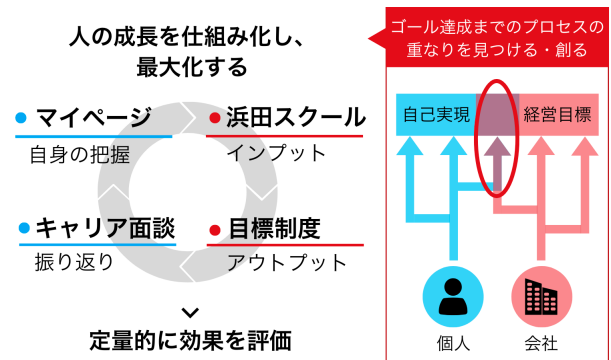 人の成長を仕組み化し、
最大化する
マイページ
自身の把握
浜田スクール
インプット
キャリア面談
振り返り
目標制度
アウトプット
定量的に効果を評価
ゴール達成までのプロセスの
重なりを見つける・創る
自己実現
経営目標
個人
会社